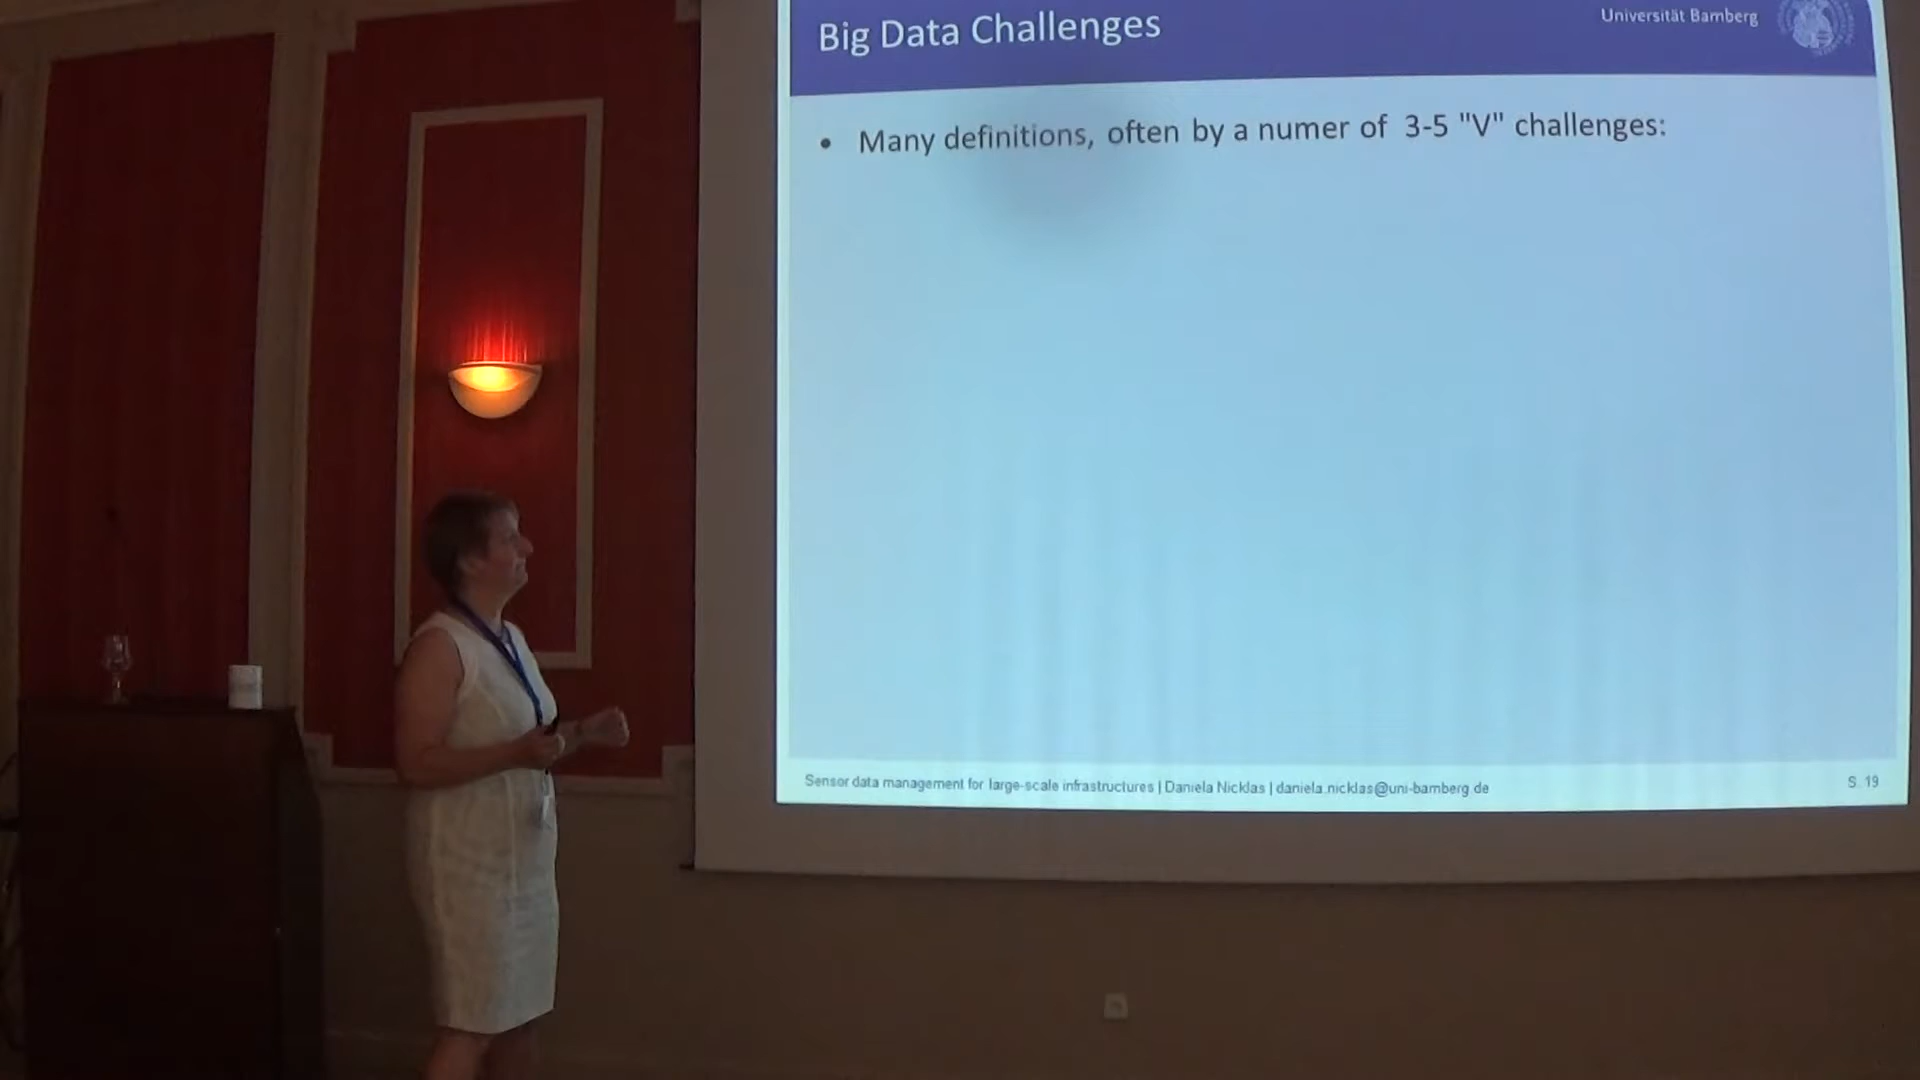 Big Data Challenges
Universität Bamberg
• Many definitions, often by a numer of 3-5 "V" challenges:
Sensor data management for large-scale infrastructures | Daniela Nicklas | daniela.nicklas@uni-bamberg.de
S. 19